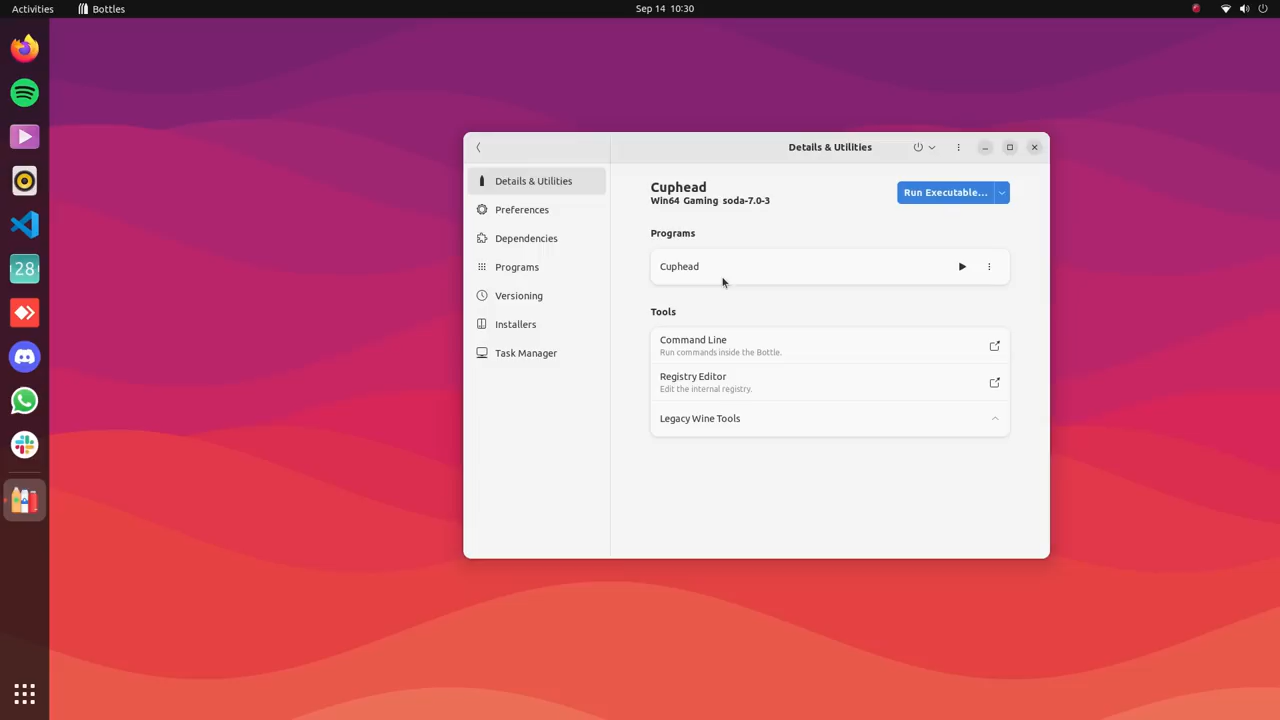 Activities
Bottles
Sep 14 10:30
28
Details & Utilities
Details & Utilities
Preferences
Dependencies
Programs
Versioning
Installers
Task Manager
Cuphead
Win64 Gaming soda-7.0-3
Run Executable...
Programs
Cuphead
Tools
Command Line
Run commands inside the Bottle.
Registry Editor
Edit the internal registry.
Legacy Wine Tools